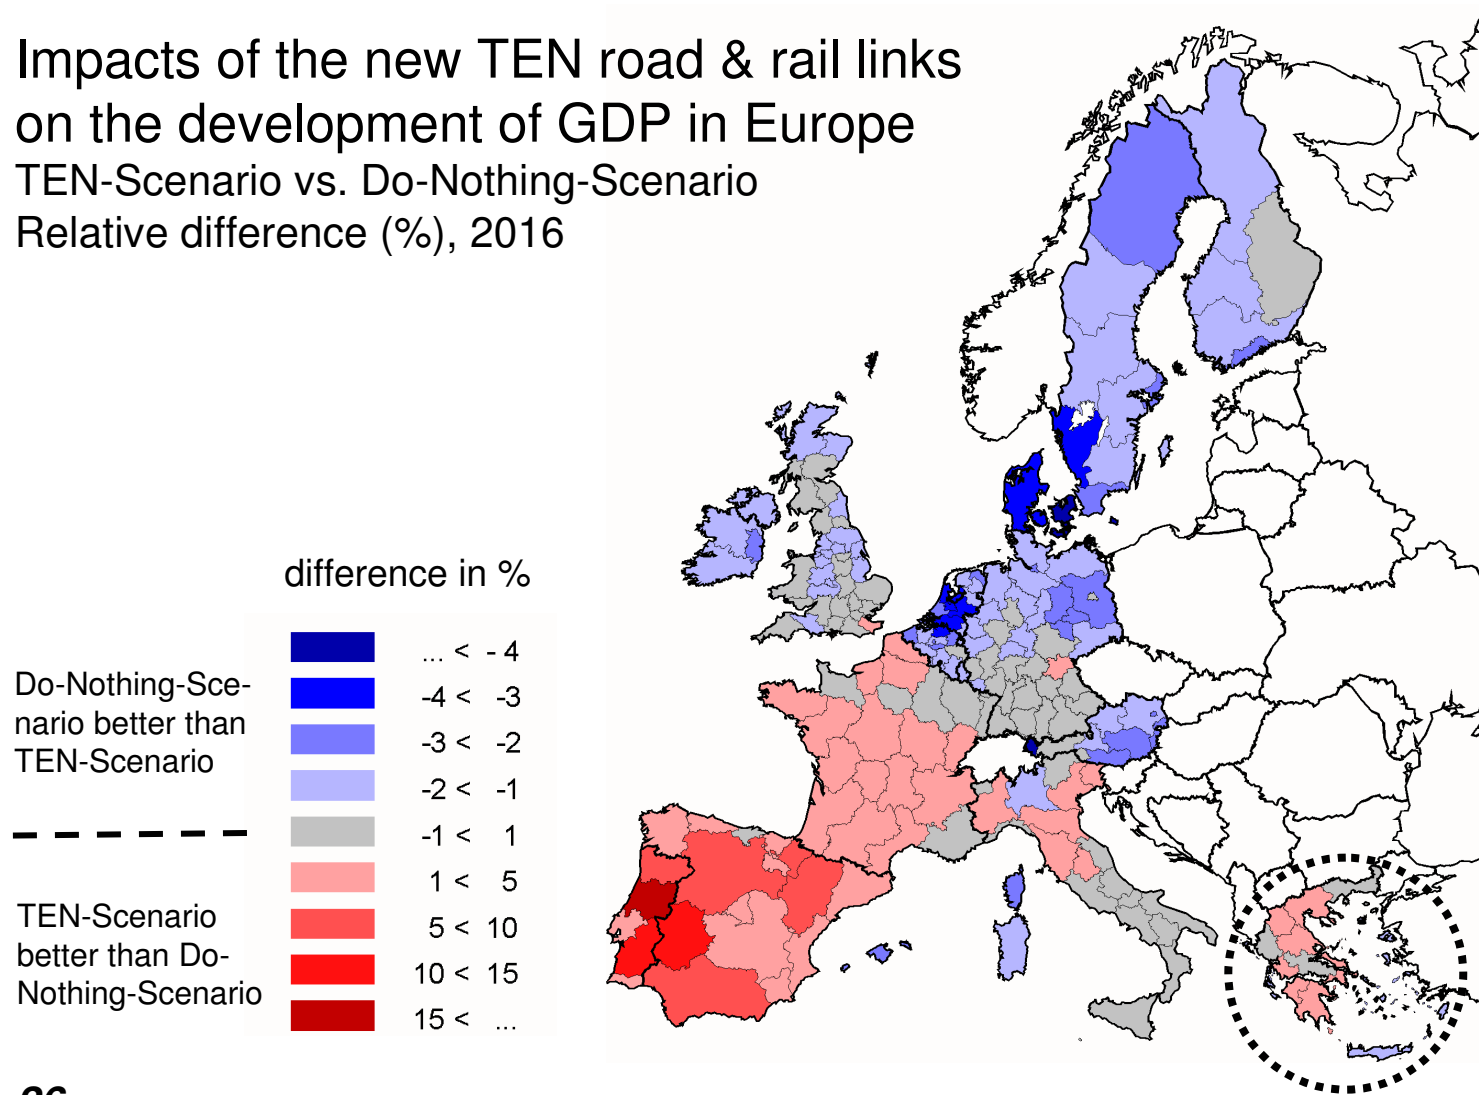 Impacts of the new TEN road & rail links
on the development of GDP in Europe
TEN-Scenario vs. Do-Nothing-Scenario
Relative difference (%), 2016
difference in %
... < - 4
-4 < -3
-3 < -2
-2 < -1
-1 < 1
1 < 5
5 < 10
10 < 15
15 < ...
Do-Nothing-Sce-
nario better than
TEN-Scenario
TEN-Scenario
better than Do-
Nothing-Scenario